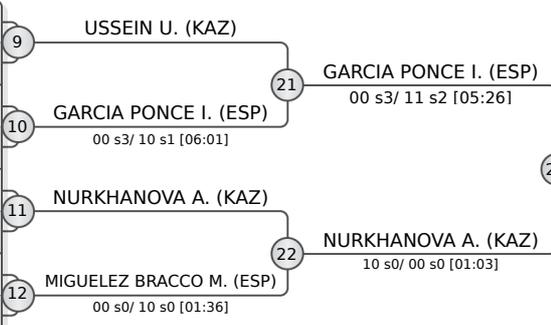 USSEIN U. (KAZ)
9
21
GARCIA PONCE I. (ESP)
00 s3/ 11 s2 [05:26]
GARCIA PONCE I. (ESP)
10
00 s3/ 10 s1 [06:01]
NURKHANOVA A. (KAZ)
11
22
NURKHANOVA A. (KAZ)
10 s0/ 00 s0 [01:03]
MIGUELEZ BRACCO M. (ESP)
12
00 s0/ 10 s0 [01:36]